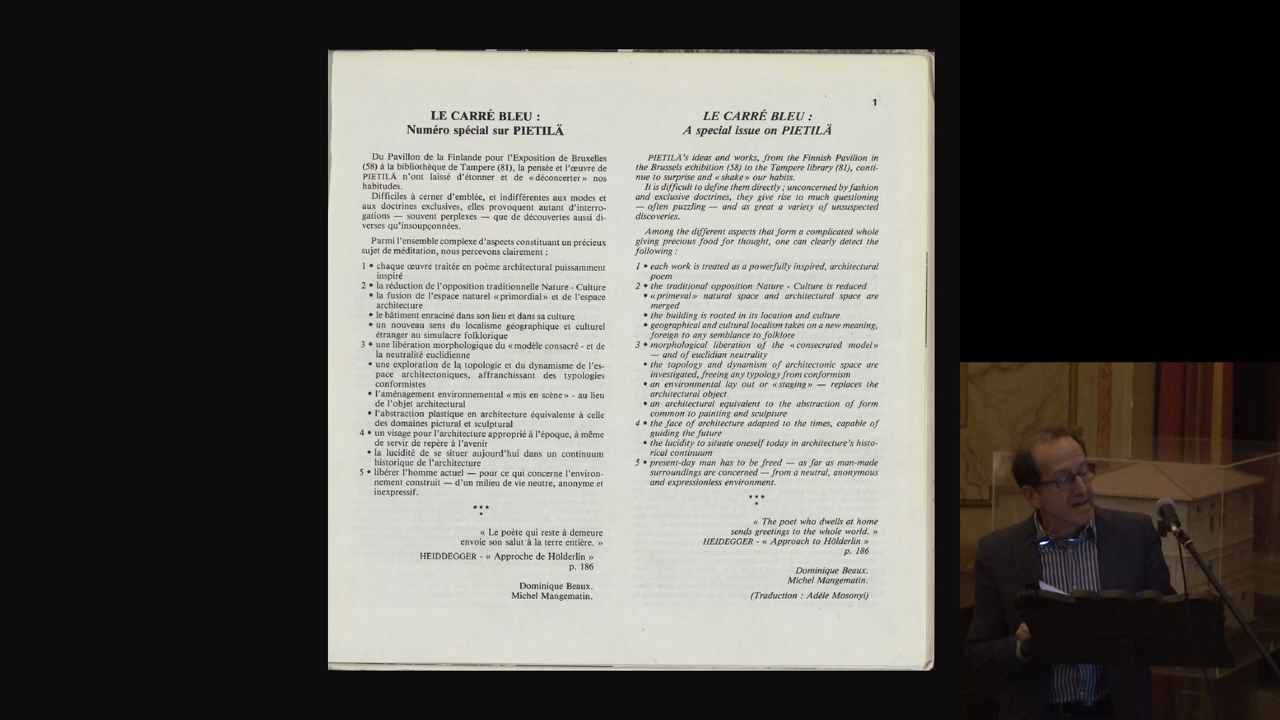 1
LE CARRÉ BLEU :
Numéro spécial sur PIETILÄ
Du Pavillon de la Finlande pour l'Exposition de Bruxelles
(58) à la bibliothèque de Tampere (81), la pensée et l'œuvre de
PIETILÄ n'ont laissé d'étonner et de « déconcerter » nos
habitudes.
Difficiles à cerner d'emblée, et indifférentes aux modes et
aux doctrines exclusives, elles provoquent autant d'interro-
gations — souvent perplexes — que de découvertes aussi di-
verses qu'insoupçonnées.
Parmi l'ensemble complexe d'aspects constituant un précieux
sujet de méditation, nous percevons clairement :
1 • chaque œuvre traitée en poème architectural puissamment
inspiré
2 • la réduction de l'opposition traditionnelle Nature - Culture
• la fusion de l'espace naturel « primordial » et de l'espace
architecture
• le bâtiment enraciné dans son lieu et dans sa culture
• un nouveau sens du localisme géographique et culturel
étranger au simulacre folklorique
3 • une libération morphologique du « modèle consacré - et de
la neutralité euclidienne
• une exploration de la topologie et du dynamisme de l'es-
pace architectoniques, affranchissant des typologies
conformistes
• l'aménagement environnemental « mis en scène » - au lieu
de l'objet architectural
• l'abstraction plastique en architecture équivalente à celle
des domaines pictural et sculptural
4 • un visage pour l'architecture approprié à l'époque, à même
de servir de repère à l'avenir
• la lucidité de se situer aujourd'hui dans un continuum
historique de l'architecture
5 • libérer l'homme actuel — pour ce qui concerne l'environ-
nement construit — d'un milieu de vie neutre, anonyme et
inexpressif.
« Le poète qui reste à demeure
envoie son salut à la terre entière. »
HEIDDEGGER - « Approche de Hölderlin »
p. 186
Dominique Beaux.
Michel Mangematin.
LE CARRÉ BLEU :
A special issue on PIETILÄ
PIETILÄ's ideas and works, from the Finnish Pavilion in
the Brussels exhibition (58) to the Tampere library (81), conti-
nue to surprise and « shake » our habits.
It is difficult to define them directly ; unconcerned by fashion
and exclusive doctrines, they give rise to much questioning
— often puzzling — and as great a variety of unsuspected
discoveries.
Among the different aspects that form a complicated whole
giving precious food for thought, one can clearly detect the
following :
1 • each work is treated as a powerfully inspired, architectural
poem
2 • the traditional opposition Nature - Culture is reduced
• « primeval » natural space and architectural space are
merged
• the building is rooted in its location and culture
• geographical and cultural localism takes on a new meaning,
foreign to any semblance to folklore
3 • morphological liberation of the « consecrated model »
— and of euclidian neutrality
• the topology and dynamism of architectonic space are
investigated, freeing any typology from conformism
• an environmental lay out or « staging » — replaces the
architectural object
• an architectural equivalent to the abstraction of form
common to painting and sculpture
4 • the face of architecture adapted to the times, capable of
guiding the future
• the lucidity to situate oneself today in architecture's histo-
rical continuum
5 • present-day man has to be freed — as far as man-made
surroundings are concerned — from a neutral, anonymous
and expressionless environment.
« The poet who dwells at home
sends greetings to the whole world. »
HEIDEGGER - « Approach to Hölderlin »
p. 186
Dominique Beaux.
Michel Mangematin.
(Traduction : Adèle Mosonyi)